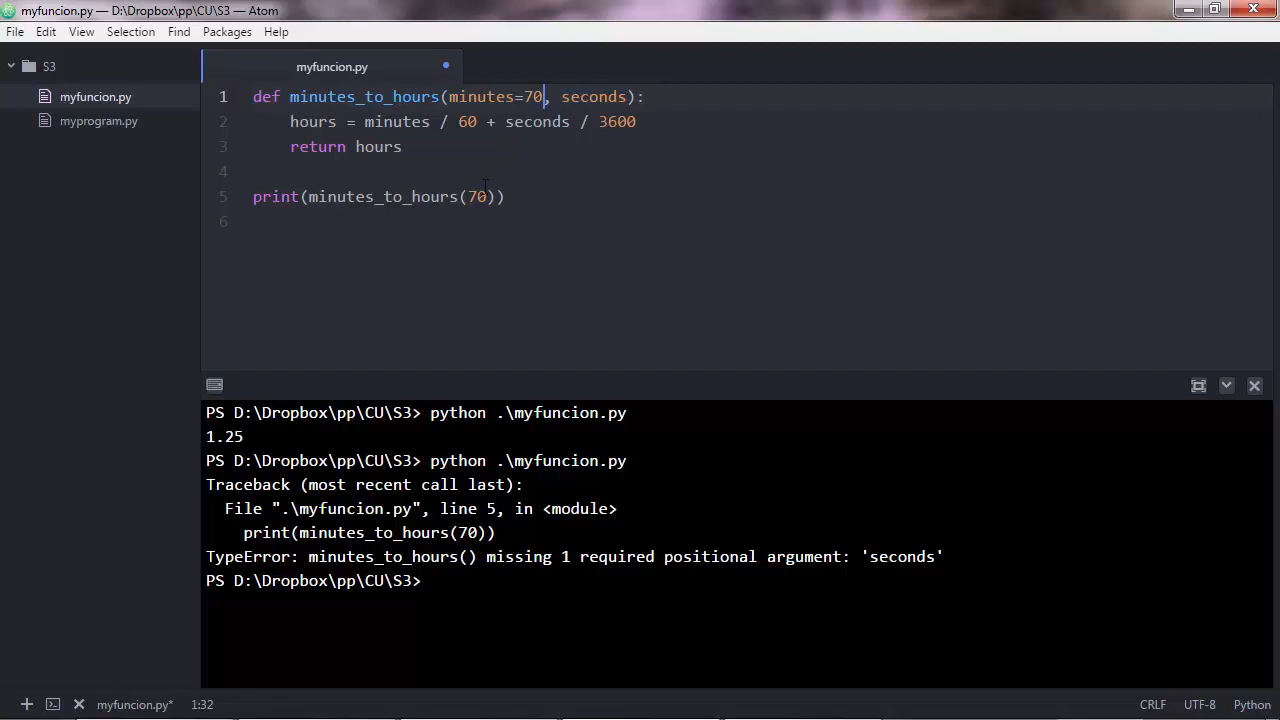 myfuncion.py — D:\Dropbox\pp\CU\S3 — Atom
File Edit View Selection Find Packages Help
S3
myfuncion.py
myprogram.py
myfuncion.py
1 def minutes_to_hours(minutes=70, seconds):
2 hours = minutes / 60 + seconds / 3600
3 return hours
4
5 print(minutes_to_hours(70))
6
PS D:\Dropbox\pp\CU\S3> python .\myfuncion.py
1.25
PS D:\Dropbox\pp\CU\S3> python .\myfuncion.py
Traceback (most recent call last):
File ".\myfuncion.py", line 5, in <module>
print(minutes_to_hours(70))
TypeError: minutes_to_hours() missing 1 required positional argument: 'seconds'
PS D:\Dropbox\pp\CU\S3>
myfuncion.py* 1:32 CRLF UTF-8 Python